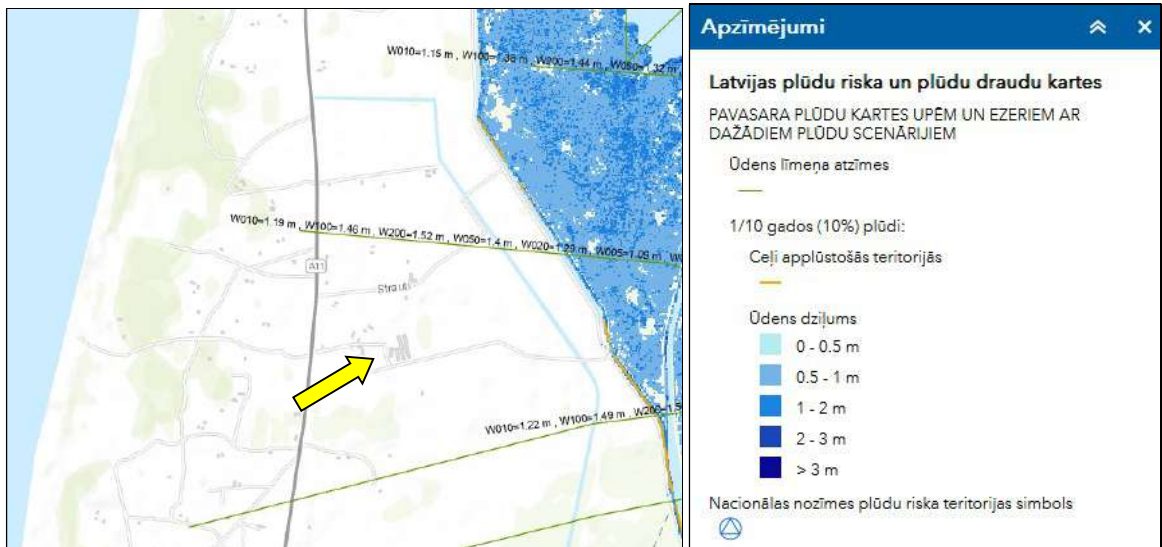 W010=1.15 m , W100=1.38 m , W200=1.44 m , W050=1.32 m
W010=1.19 m , W100=1.46 m , W200=1.52 m , W050=1.4 m , W020=1.29 m , W005=1.09 m ,
A11
Strauti
W010=1.22 m , W100=1.49 m ,
Apzīmējumi
Latvijas plūdu riska un plūdu draudu kartes
PAVASARA PLŪDU KARTES UPĒM UN EZERIEM AR
DAŽĀDIEM PLŪDU SCENĀRIJIEM
Ūdens līmeņa atzīmes
1/10 gados (10%) plūdi:
Ceļi applūstošās teritorijās
Ūdens dziļums
0 - 0.5 m
0.5 - 1 m
1 - 2 m
2 - 3 m
> 3 m
Nacionālas nozīmes plūdu riska teritorijas simbols